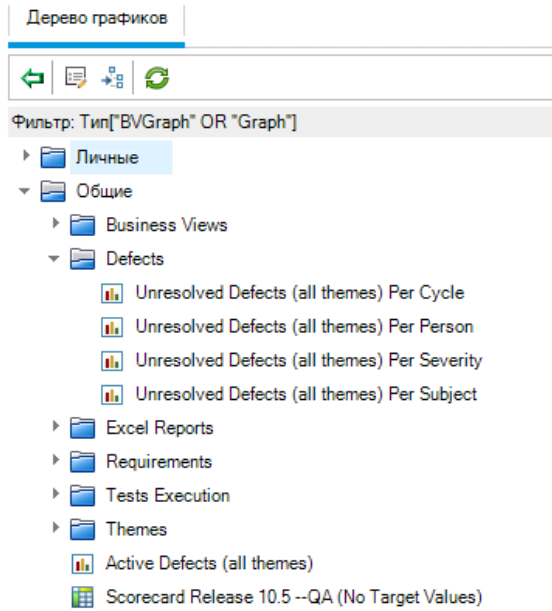 Дерево графиков
Фильтр: Тип["BVGraph" OR "Graph"]
Личные
Общие
Business Views
Defects
Unresolved Defects (all themes) Per Cycle
Unresolved Defects (all themes) Per Person
Unresolved Defects (all themes) Per Severity
Unresolved Defects (all themes) Per Subject
Excel Reports
Requirements
Tests Execution
Themes
Active Defects (all themes)
Scorecard Release 10.5 --QA (No Target Values)